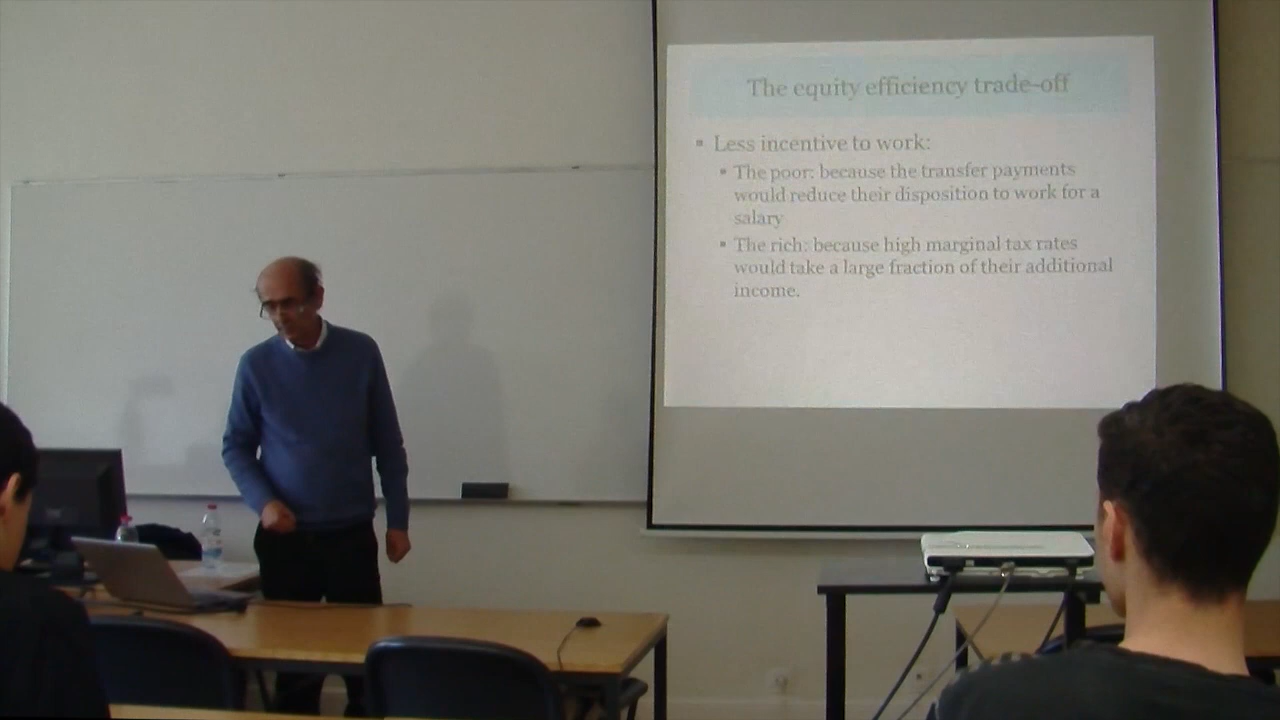 The equity efficiency trade-off
▪ Less incentive to work:
▪ The poor: because the transfer payments
would reduce their disposition to work for a
salary
▪ The rich: because high marginal tax rates
would take a large fraction of their additional
income.